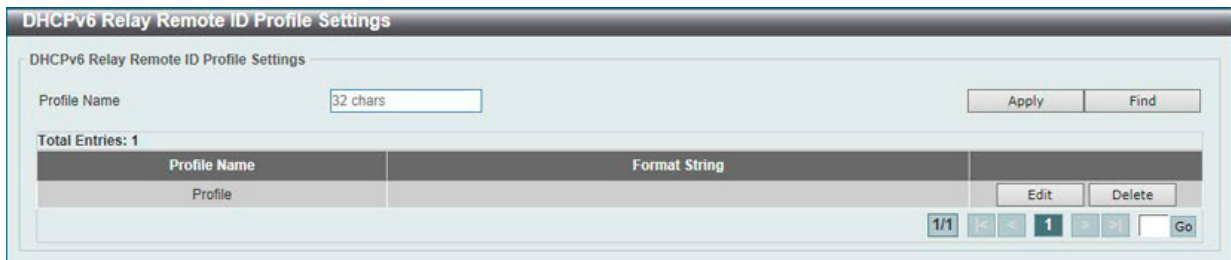 DHCPv6 Relay Remote ID Profile Settings
DHCPv6 Relay Remote ID Profile Settings
Profile Name 32 chars Apply Find
Total Entries: 1
Profile Name Format String
Profile Edit Delete
1/1 |< < 1 > >| Go